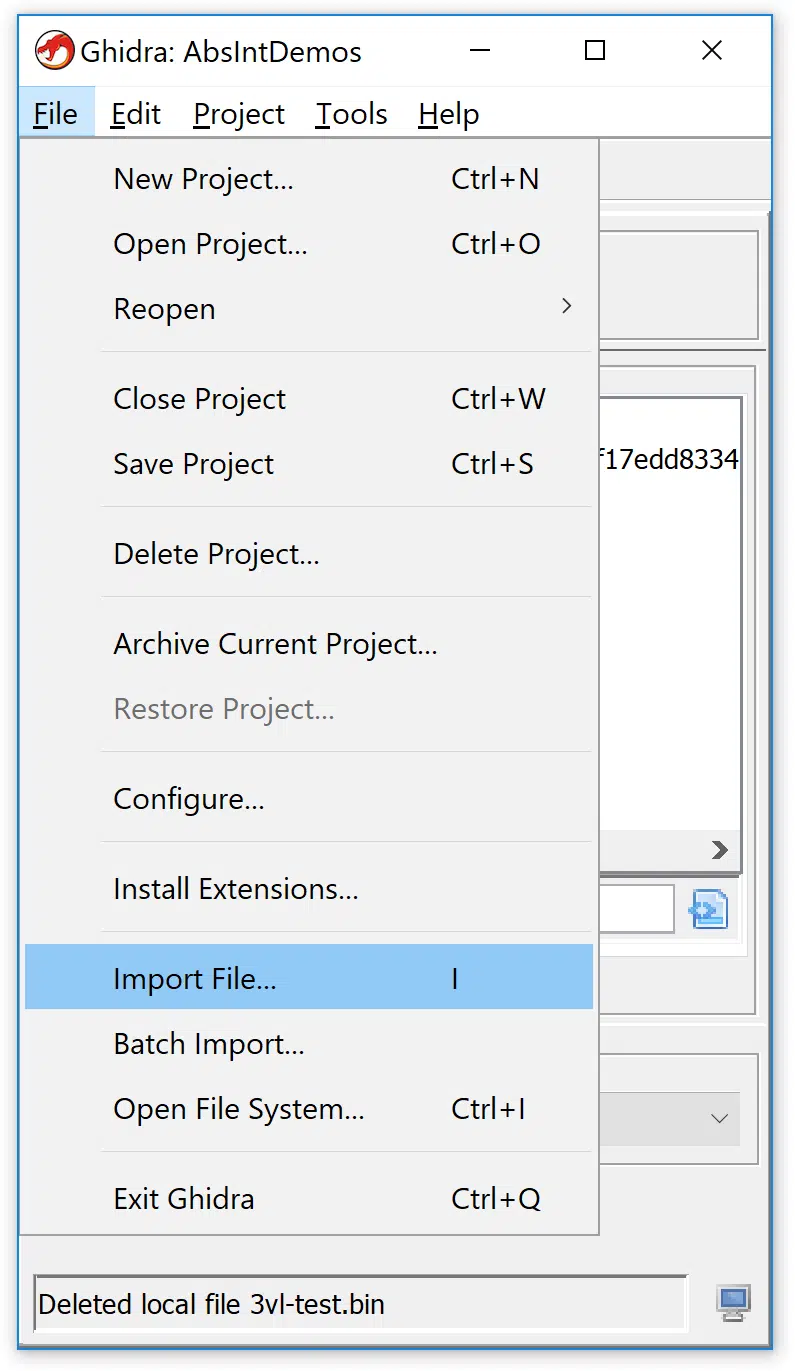 Ghidra: AbsIntDemos
File Edit Project Tools Help
New Project... Ctrl+N
Open Project... Ctrl+O
Reopen
Close Project Ctrl+W
Save Project Ctrl+S
f17edd8334
Delete Project...
Archive Current Project...
Restore Project...
Configure...
Install Extensions...
Import File... I
Batch Import...
Open File System... Ctrl+I
Exit Ghidra Ctrl+Q
Deleted local file 3vl-test.bin